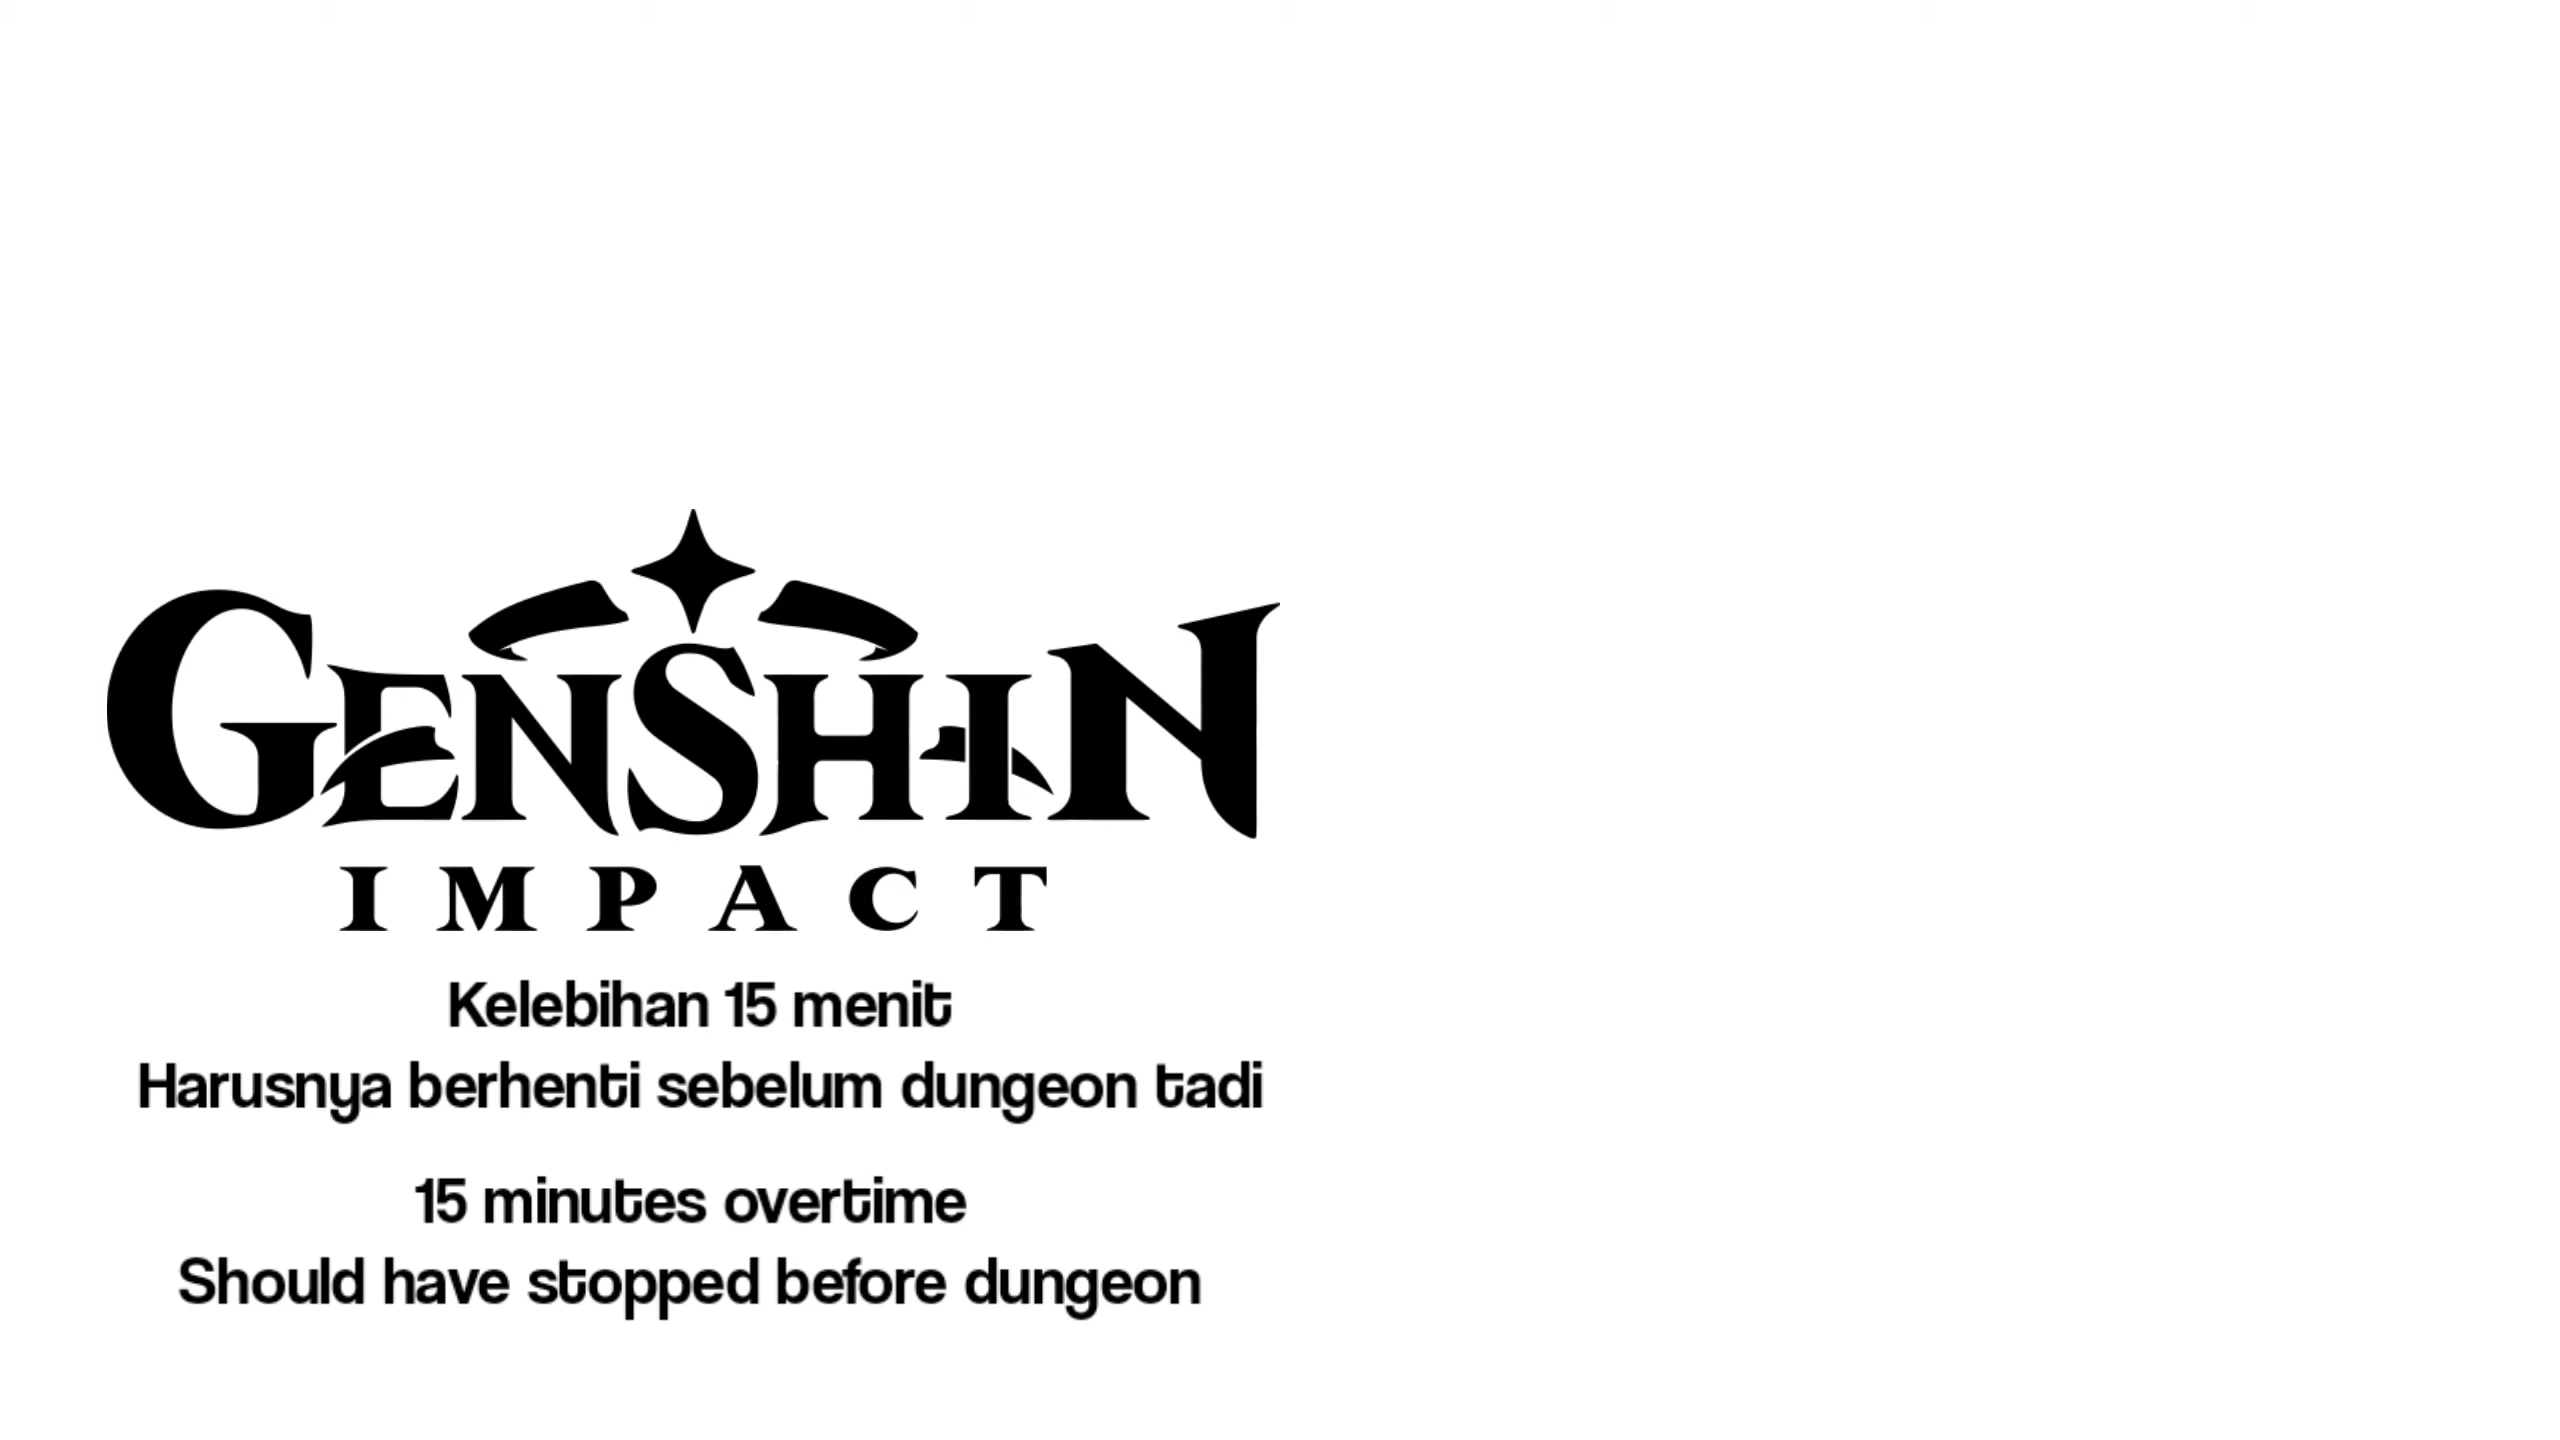 GENSHIN
IMPACT
Kelebihan 15 menit
Harusnya berhenti sebelum dungeon tadi
15 minutes overtime
Should have stopped before dungeon